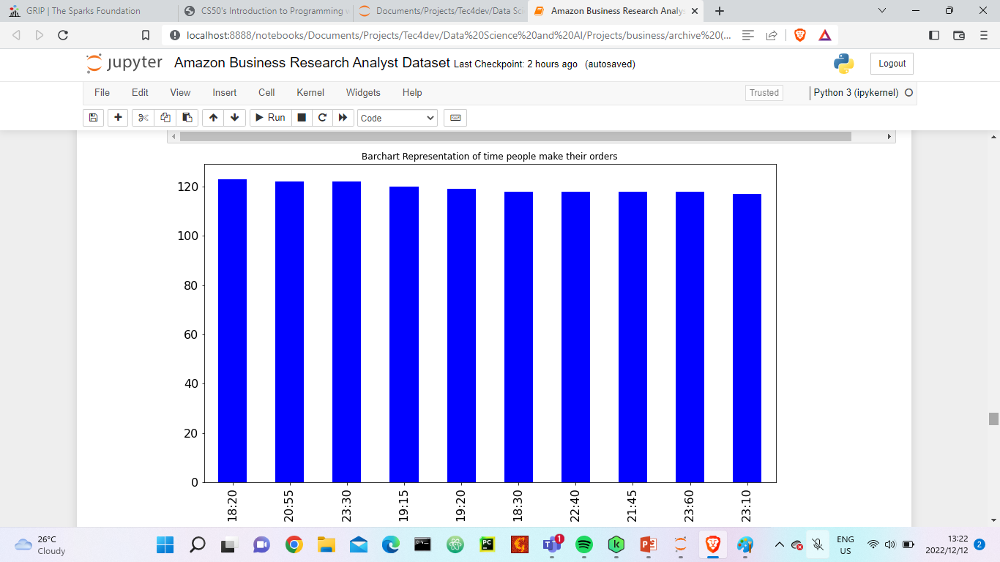 GRIP | The Sparks Foundation
CS50's Introduction to Programming w
Documents/Projects/Tec4dev/Data Sci
Amazon Business Research Analy
localhost:8888/notebooks/Documents/Projects/Tec4dev/Data%20Science%20and%20AI/Projects/business/archive%20(...
jupyter Amazon Business Research Analyst Dataset Last Checkpoint: 2 hours ago (autosaved)
Logout
File Edit View Insert Cell Kernel Widgets Help
Trusted
Python 3 (ipykernel)
Run
Code
Barchart Representation of time people make their orders
120
100
80
60
40
20
0
18:20 20:55 23:30 19:15 19:20 18:30 22:40 21:45 23:60 23:10
26°C
Cloudy
PC
1
ENG
US
13:22
2022/12/12
2